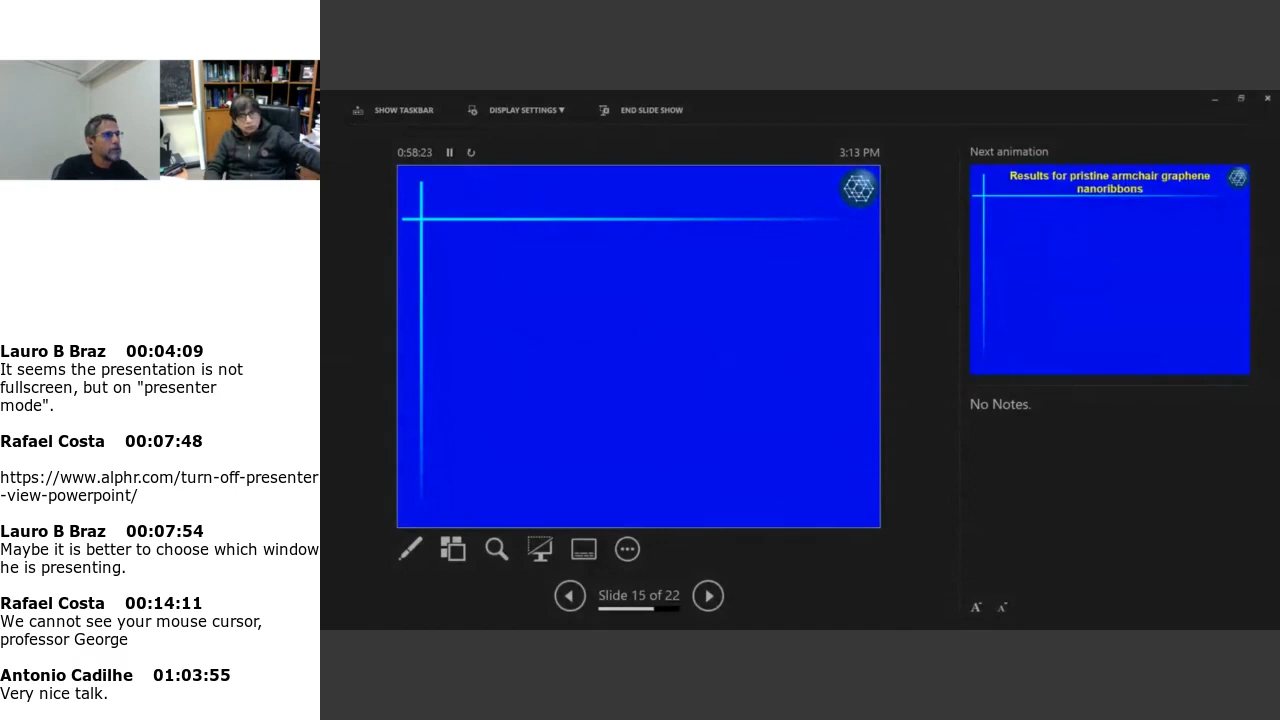 Lauro B Braz 00:04:09
It seems the presentation is not
fullscreen, but on "presenter
mode".
Rafael Costa 00:07:48
https://www.alphr.com/turn-off-presenter
-view-powerpoint/
Lauro B Braz 00:07:54
Maybe it is better to choose which window
he is presenting.
Rafael Costa 00:14:11
We cannot see your mouse cursor,
professor George
Antonio Cadilhe 01:03:55
Very nice talk.
SHOW TASKBAR DISPLAY SETTINGS ▼ END SLIDE SHOW
0:58:23 3:13 PM
Slide 15 of 22
Next animation
Results for pristine armchair graphene
nanoribbons
No Notes.
A A